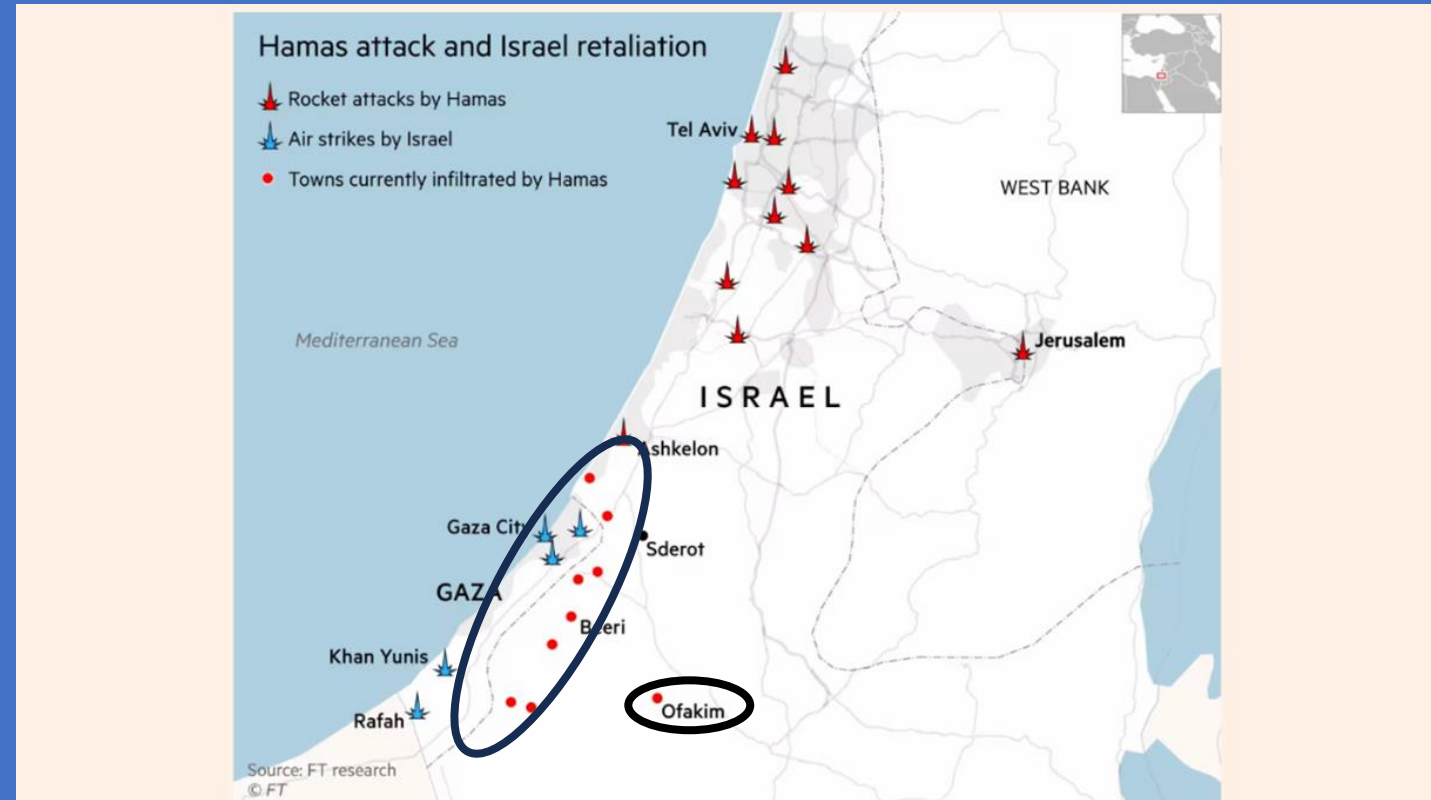 Hamas attack and Israel retaliation
Rocket attacks by Hamas
Air strikes by Israel
Towns currently infiltrated by Hamas
Tel Aviv
WEST BANK
Mediterranean Sea
Jerusalem
ISRAEL
Ashkelon
Gaza City
Sderot
GAZA
Beeri
Khan Yunis
Ofakim
Rafah
Source: FT research
© FT